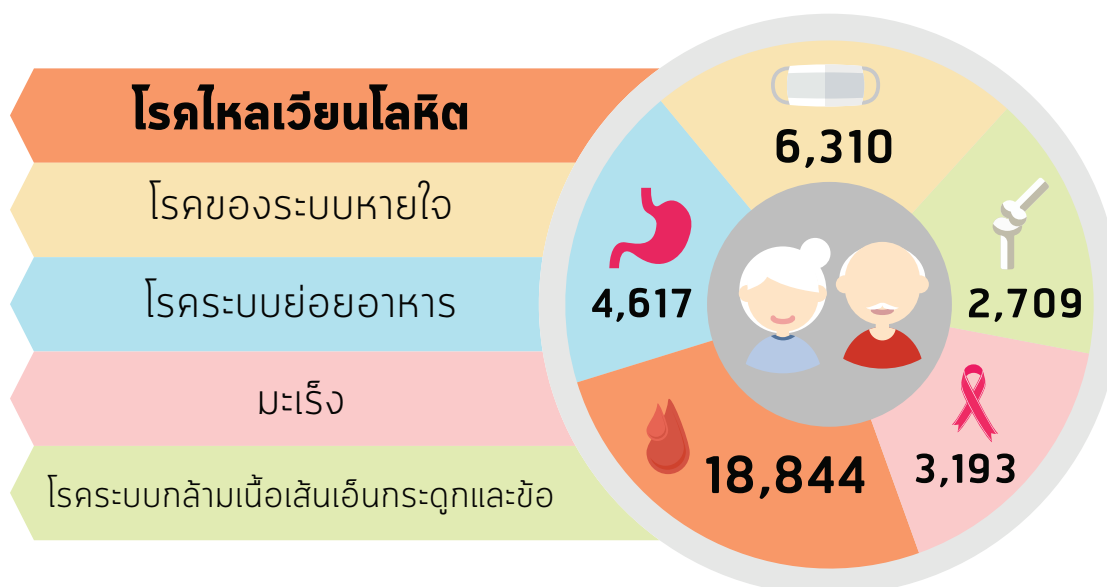 โรคไหลเวียนโลหิต
โรคของระบบหายใจ
โรคระบบย่อยอาหาร
มะเร็ง
โรคระบบกล้ามเนื้อเส้นเอ็นกระดูกและข้อ
6,310
4,617
2,709
18,844
3,193